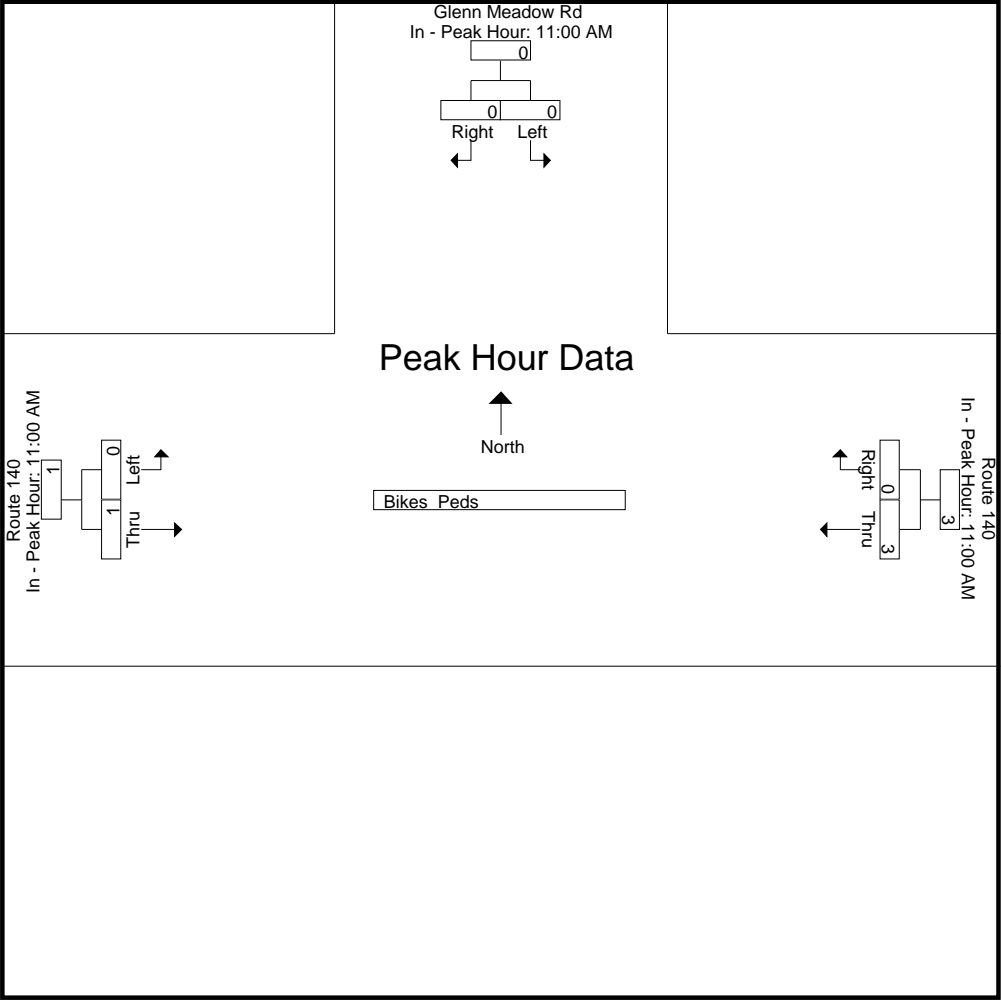 Glenn Meadow Rd
In - Peak Hour: 11:00 AM
0
0 0
Right Left
Peak Hour Data
North
Bikes Peds
Route 140
In - Peak Hour: 11:00 AM
1
0
1
Left
Thru
Route 140
In - Peak Hour: 11:00 AM
3
0
3
Right
Thru